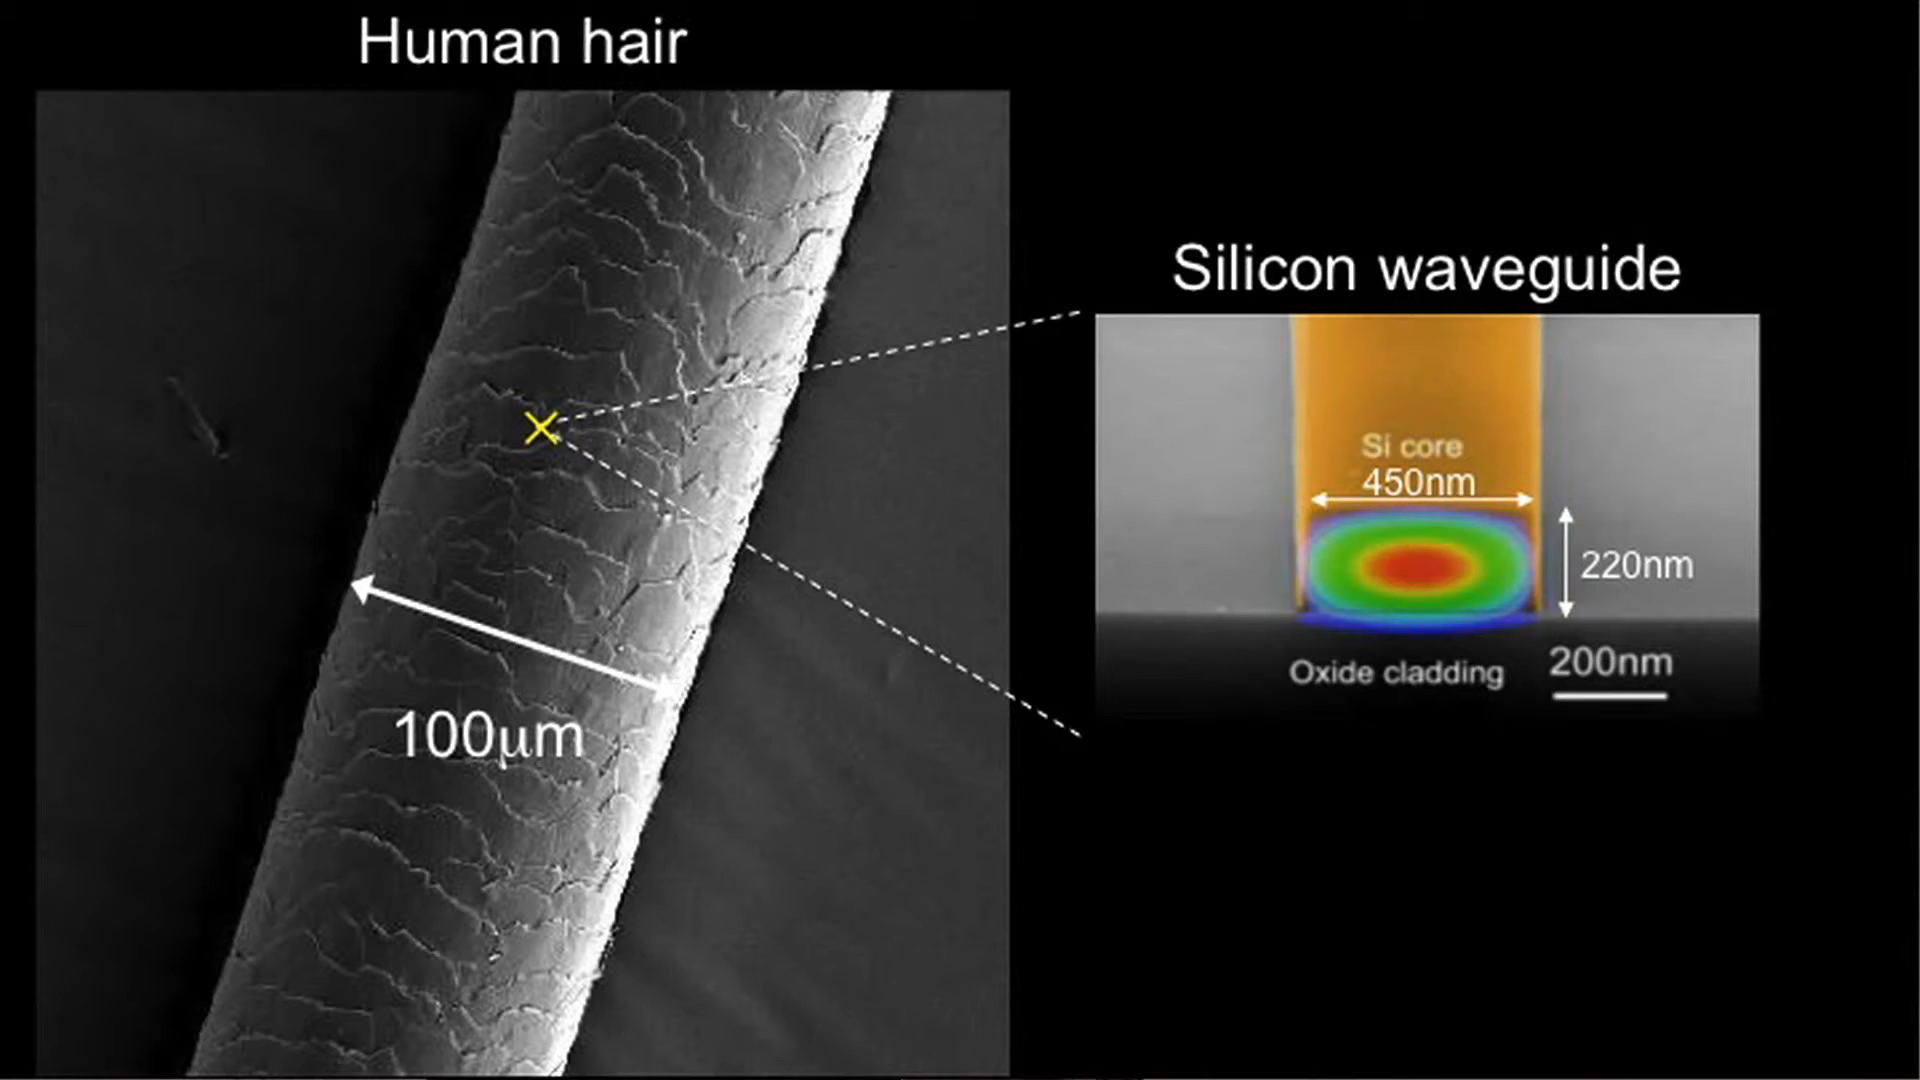 Human hair
100μm
Silicon waveguide
Si core
450nm
220nm
Oxide cladding
200nm